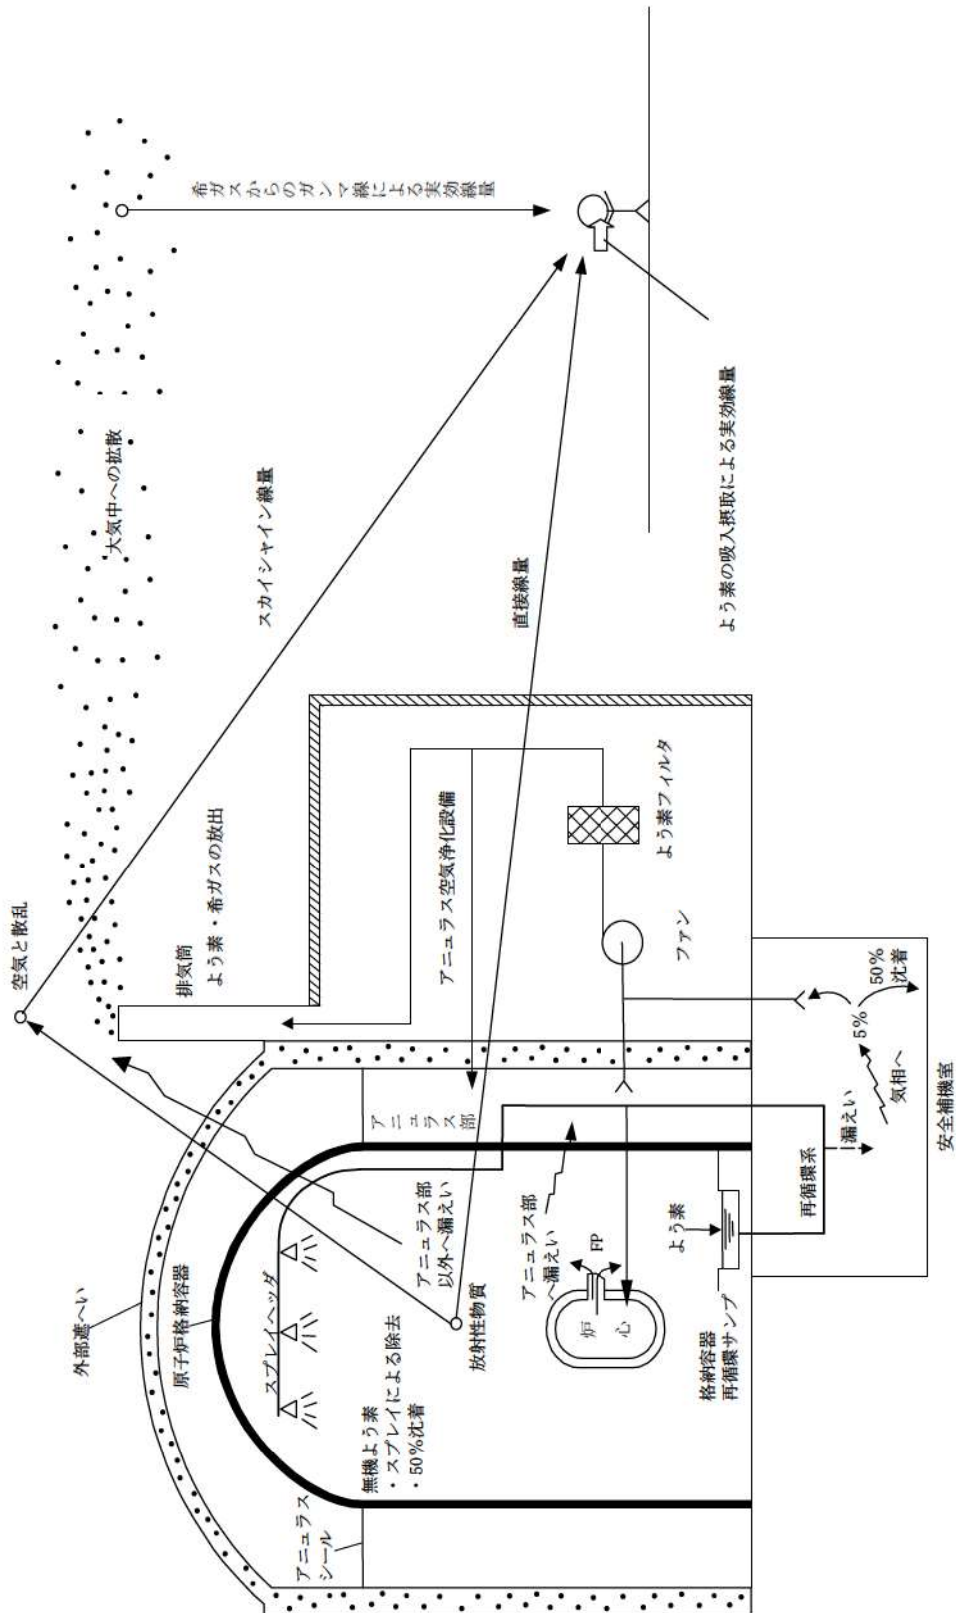 空気と散乱
大気中への拡散
希ガスからのガンマ線による実効線量
スカイシャイン線量
直接線量
よう素の吸入摂取による実効線量
排気筒
よう素・希ガスの放出
アニュラス空気浄化設備
よう素フィルタ
ファン
外部遮へい
原子炉格納容器
スプレイヘッダ
アニュラス部
アニュラス部
以外へ漏えい
放射性物質
アニュラス部
へ漏えい
FP
炉心
無機よう素
・スプレイによる除去
・50%沈着
アニュラス
シール
よう素
格納容器
再循環サンプ
再循環系
漏えい
気相へ
5%
50%
沈着
安全補機室